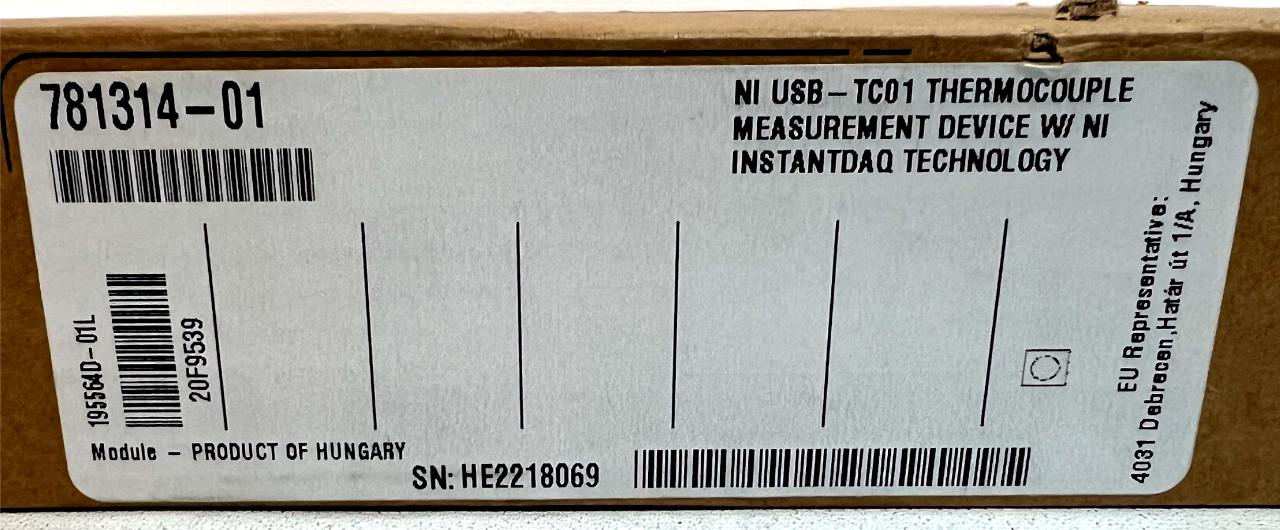 781314-01
NI USB-TC01 THERMOCOUPLE
MEASUREMENT DEVICE W/ NI
INSTANTDAQ TECHNOLOGY
195564D-01L
20F9539
EU Representative:
4031 Debrecen,Határ út 1/A, Hungary
Module - PRODUCT OF HUNGARY
SN: HE2218069